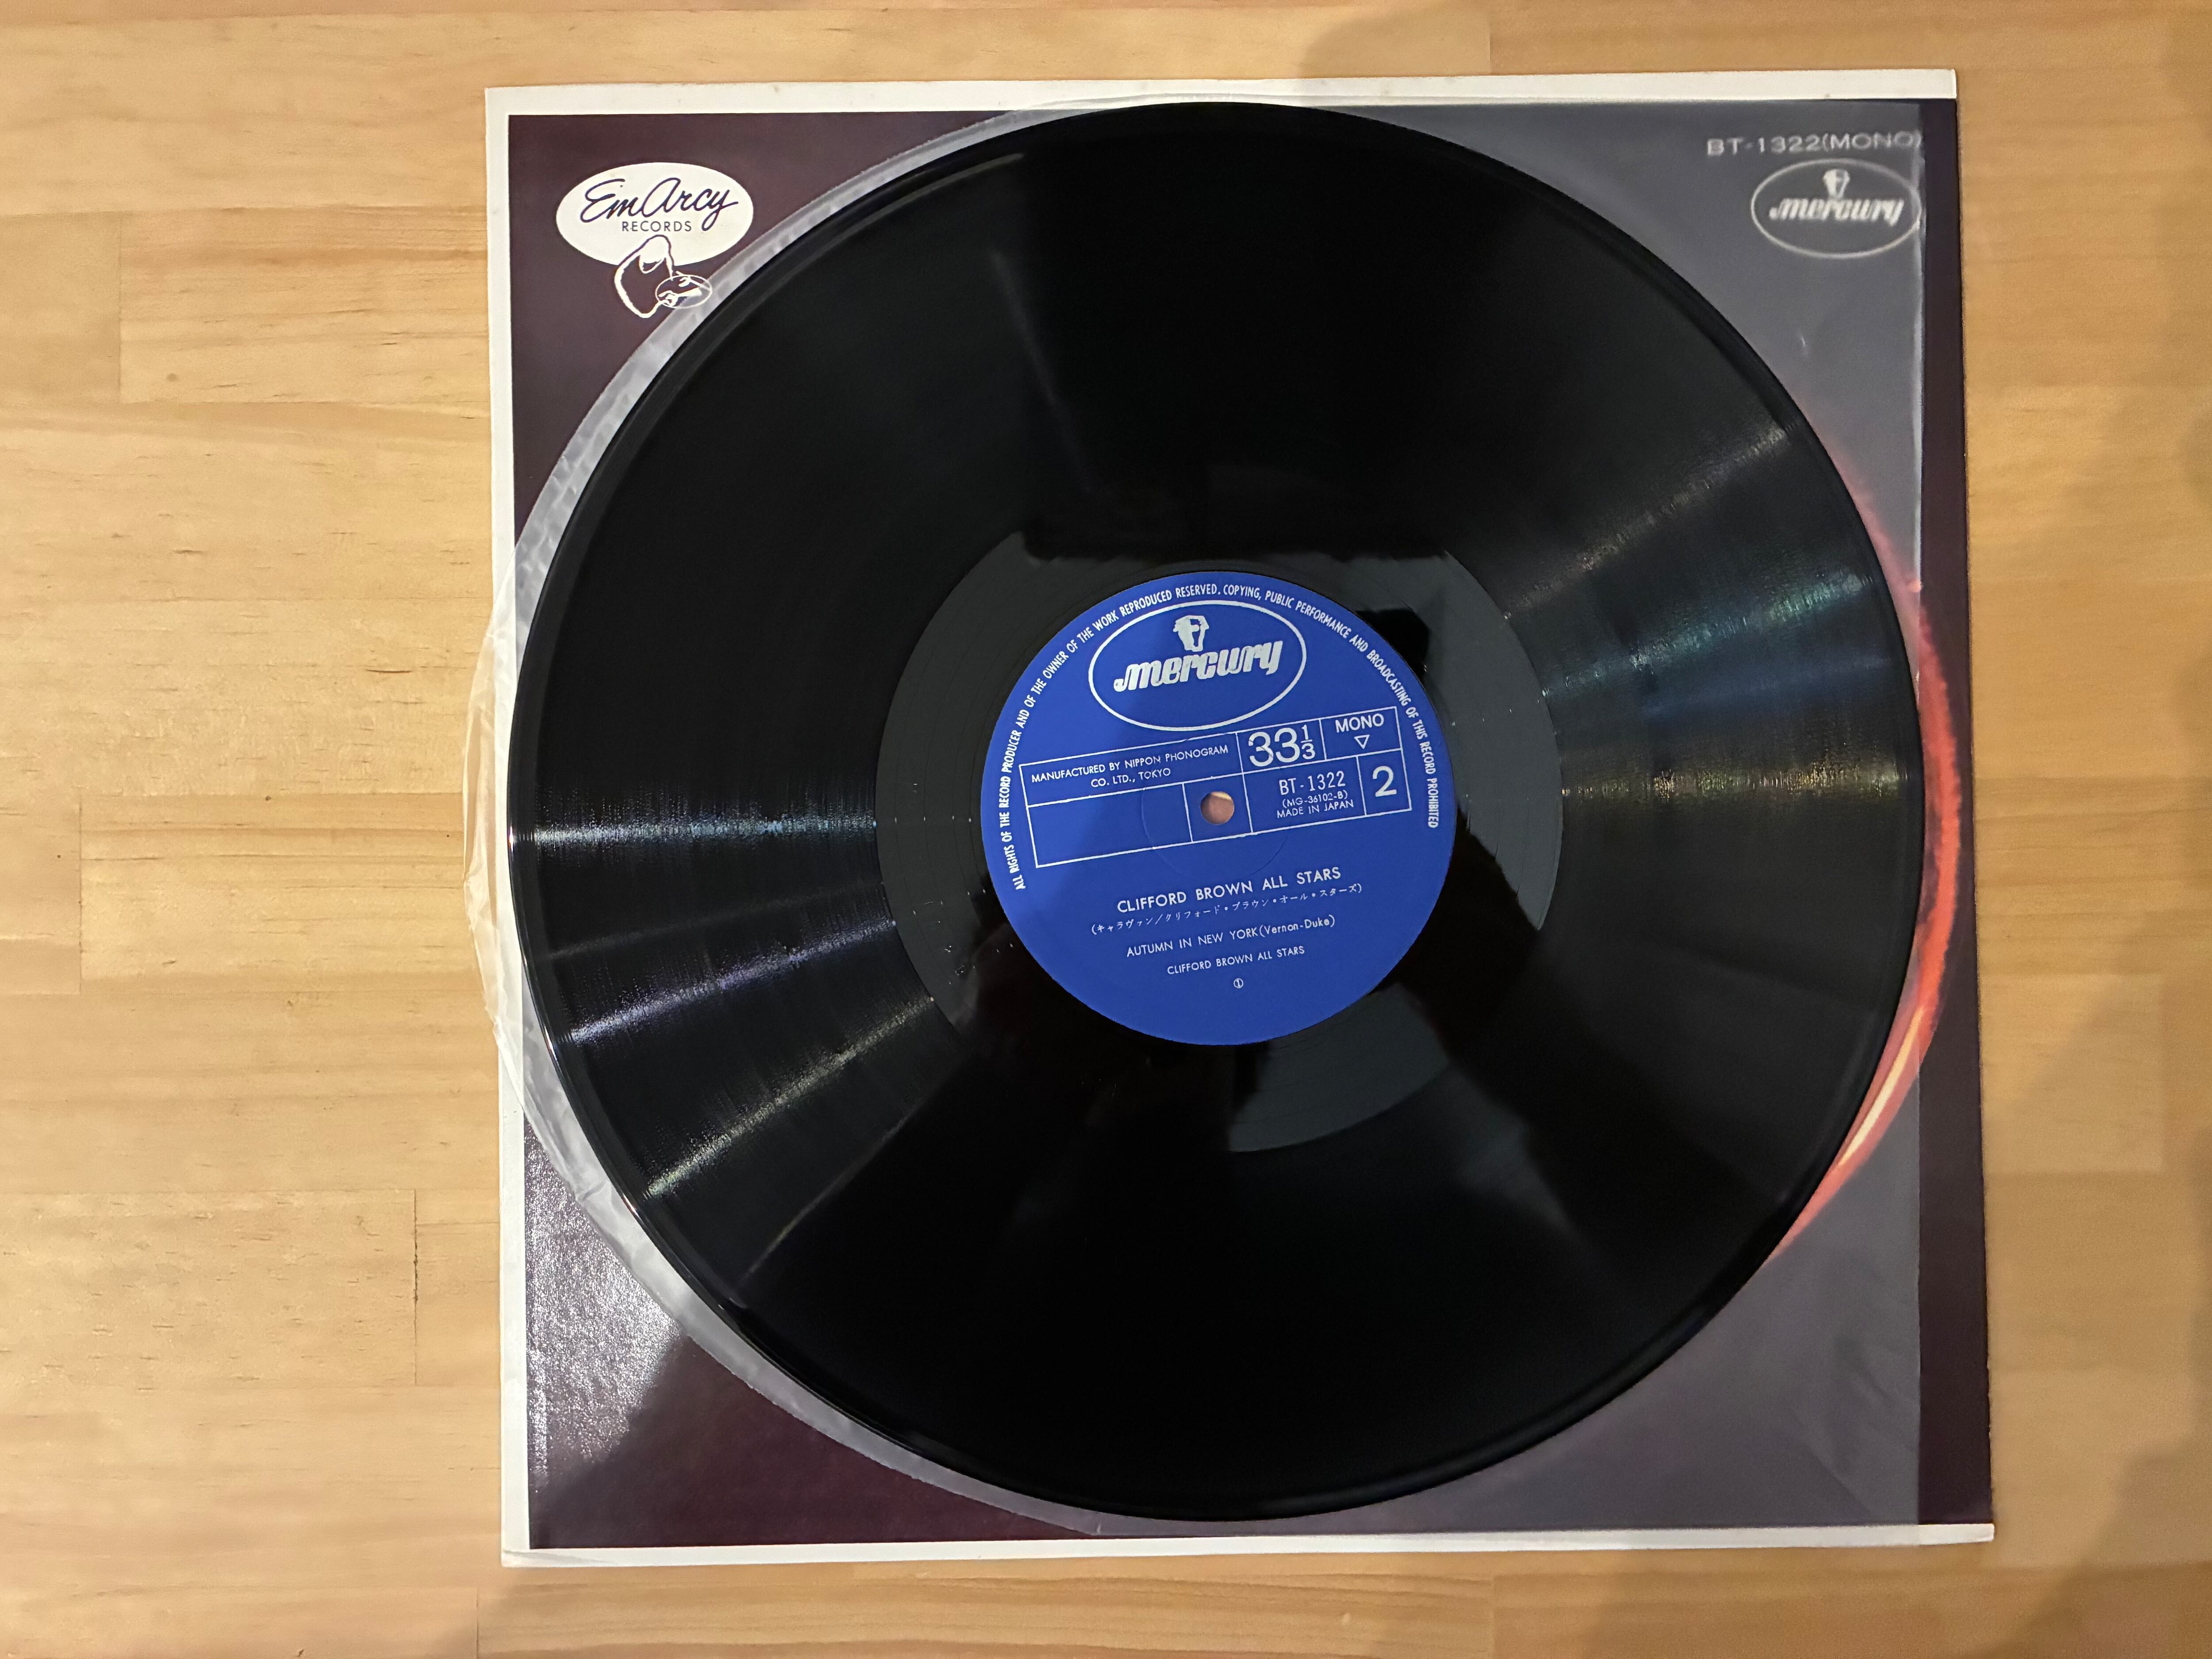 EmArcy
RECORDS
BT-1322(MONO)
mercury
ALL RIGHTS OF THE RECORD PRODUCER AND OF THE OWNER OF THE WORK REPRODUCED RESERVED. COPYING, PUBLIC PERFORMANCE AND BROADCASTING OF THIS RECORD PROHIBITED
mercury
MANUFACTURED BY NIPPON PHONOGRAM
CO. LTD., TOKYO
33 1/3
MONO
▽
BT-1322
(MG-36102-B)
MADE IN JAPAN
2
CLIFFORD BROWN ALL STARS
(キャラヴァン/クリフォード・ブラウン・オール・スターズ)
AUTUMN IN NEW YORK(Vernon-Duke)
CLIFFORD BROWN ALL STARS
①